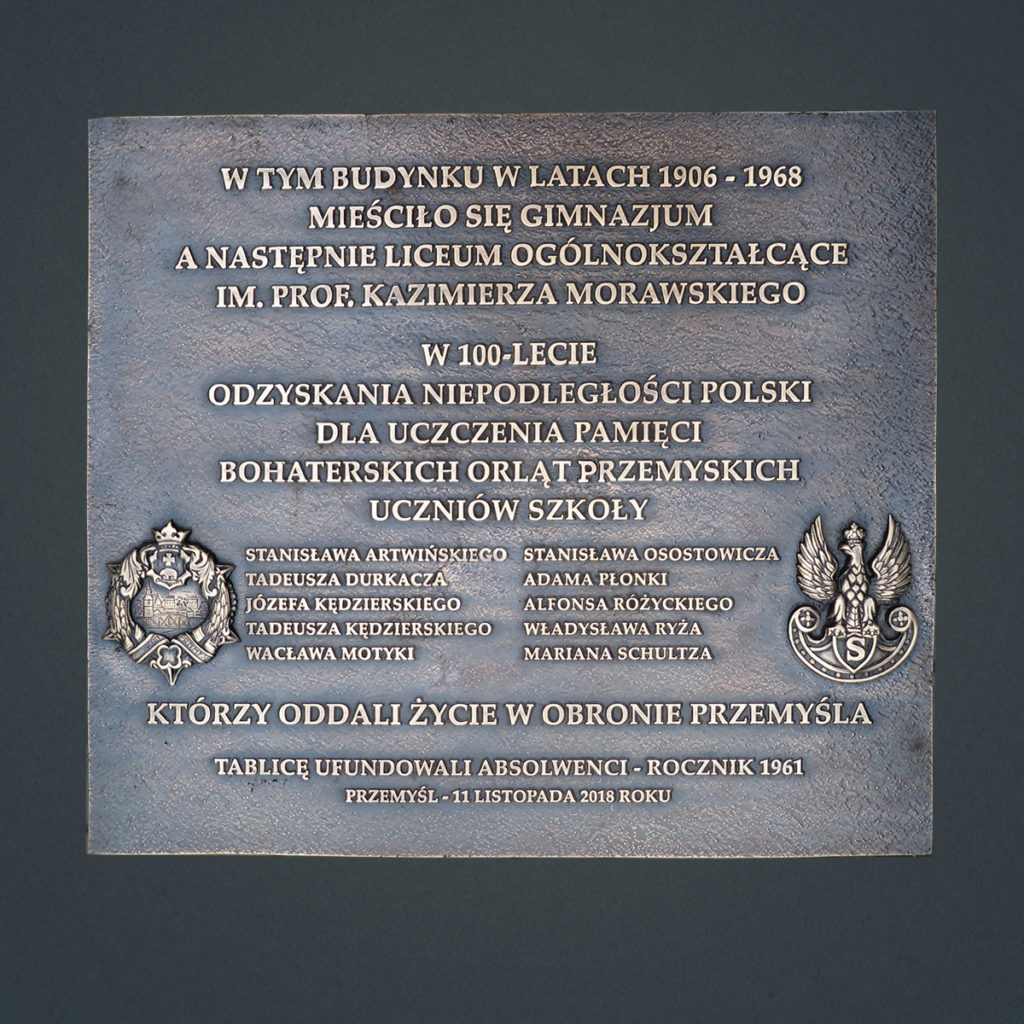 W TYM BUDYNKU W LATACH 1906 - 1968
MIEŚCIŁO SIĘ GIMNAZJUM
A NASTĘPNIE LICEUM OGÓLNOKSZTAŁCĄCE
IM. PROF. KAZIMIERZA MORAWSKIEGO
W 100-LECIE
ODZYSKANIA NIEPODLEGŁOŚCI POLSKI
DLA UCZCZENIA PAMIĘCI
BOHATERSKICH ORLĄT PRZEMYSKICH
UCZNIÓW SZKOŁY
STANISŁAWA ARTWIŃSKIEGO
TADEUSZA DURKACZA
JÓZEFA KĘDZIERSKIEGO
TADEUSZA KĘDZIERSKIEGO
WACŁAWA MOTYKI
STANISŁAWA OSOSTOWICZA
ADAMA PŁONKI
ALFONSA RÓŻYCKIEGO
WŁADYSŁAWA RYŻA
MARIANA SCHULTZA
S
KTÓRZY ODDALI ŻYCIE W OBRONIE PRZEMYŚLA
TABLICĘ UFUNDOWALI ABSOLWENCI - ROCZNIK 1961
PRZEMYŚL - 11 LISTOPADA 2018 ROKU